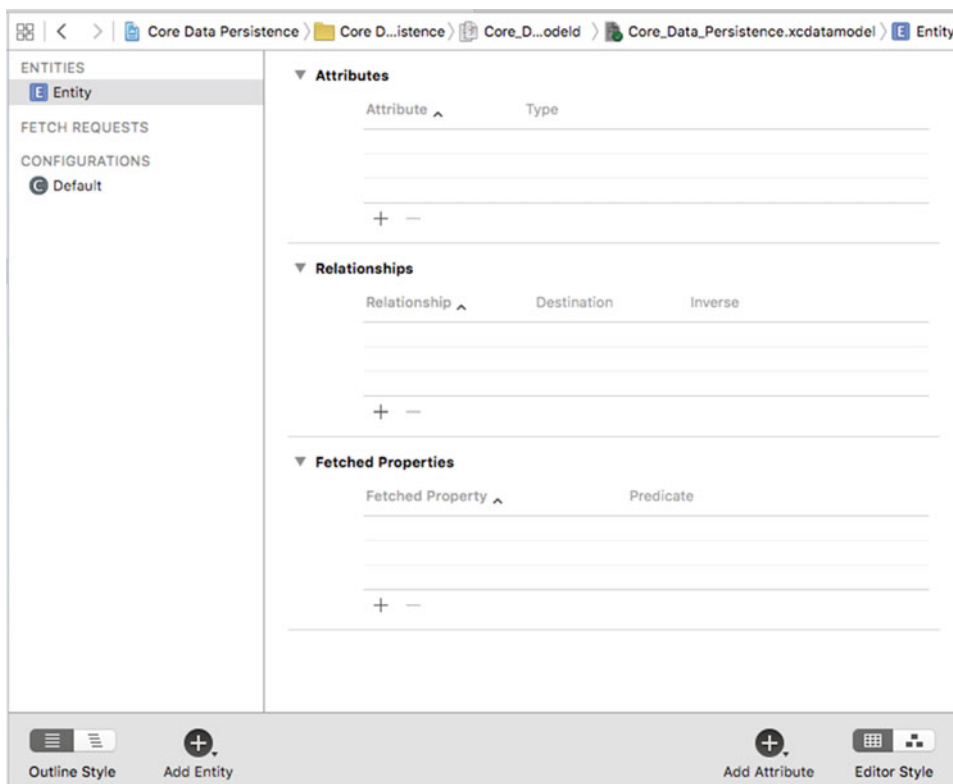 Core Data Persistence Core D...istence Core_D...odeld Core_Data_Persistence.xcdatamodel E Entity
ENTITIES
E Entity
FETCH REQUESTS
CONFIGURATIONS
C Default
Attributes
Attribute Type
Relationships
Relationship Destination Inverse
Fetched Properties
Fetched Property Predicate
Outline Style Add Entity Add Attribute Editor Style